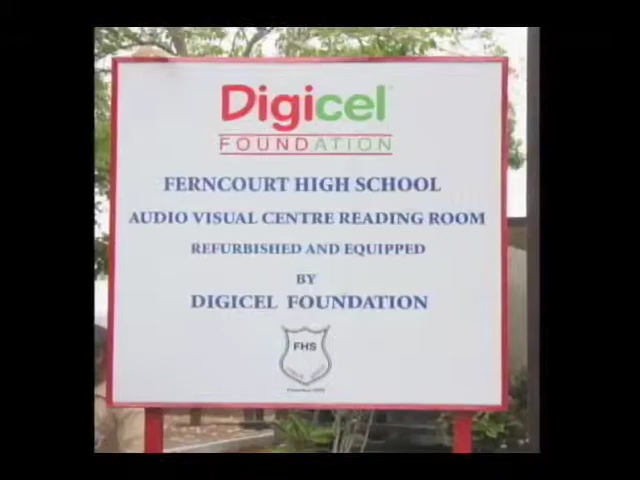 Digicel
FOUNDATION
FERNCOURT HIGH SCHOOL
AUDIO VISUAL CENTRE READING ROOM
REFURBISHED AND EQUIPPED
BY
DIGICEL FOUNDATION
FHS